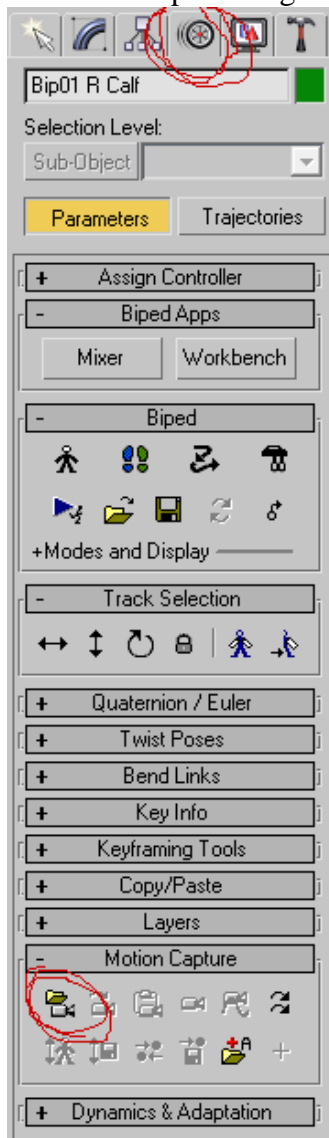 Bip01 R Calf
Selection Level:
Sub-Object
Parameters Trajectories
+ Assign Controller
- Biped Apps
Mixer Workbench
- Biped
+Modes and Display
- Track Selection
+ Quaternion / Euler
+ Twist Poses
+ Bend Links
+ Key Info
+ Keyframing Tools
+ Copy/Paste
+ Layers
- Motion Capture
+ Dynamics & Adaptation